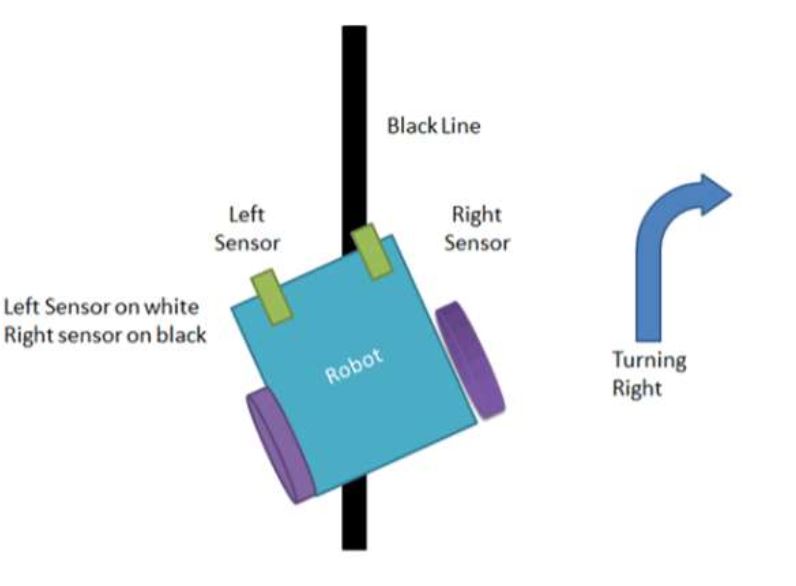 Black Line
Left
Sensor
Right
Sensor
Left Sensor on white
Right sensor on black
Robot
Turning
Right